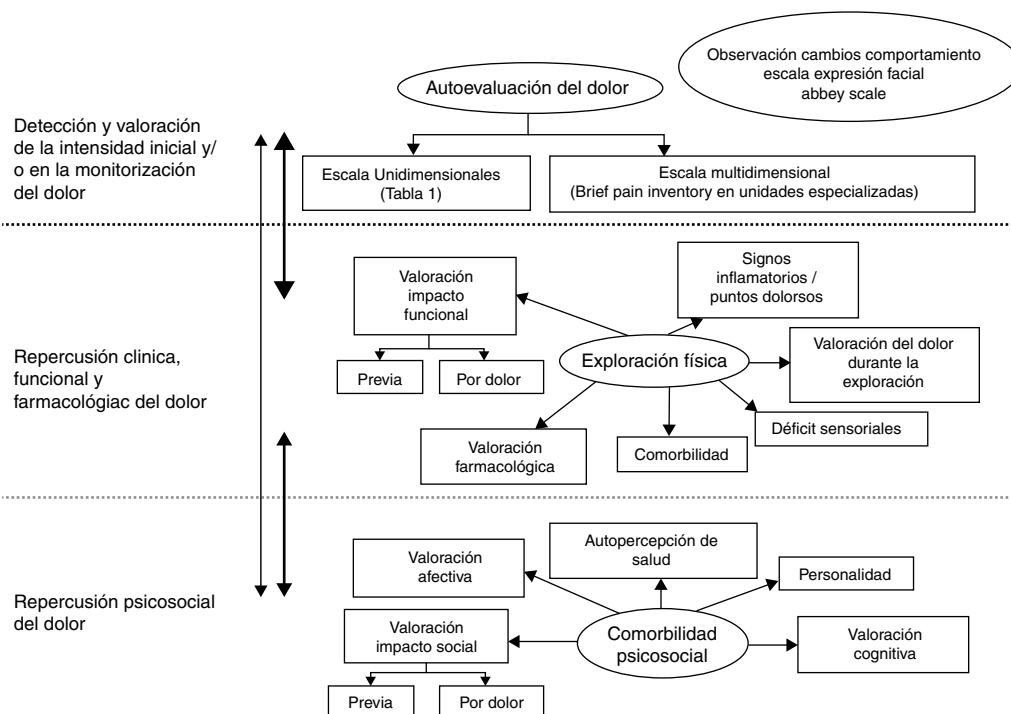 Observación cambios comportamiento
escala expresión facial
abbey scale
Autoevaluación del dolor
Detección y valoración
de la intensidad inicial y/
o en la monitorización
del dolor
Escala Unidimensionales
(Tabla 1)
Escala multidimensional
(Brief pain inventory en unidades especializadas)
Valoración
impacto
funcional
Signos
inflamatorios /
puntos dolorsos
Repercusión clinica,
funcional y
farmacológiac del dolor
Previa
Por dolor
Exploración física
Valoración del dolor
durante la
exploración
Valoración
farmacológica
Comorbilidad
Déficit sensoriales
Repercusión psicosocial
del dolor
Valoración
afectiva
Autopercepción de
salud
Personalidad
Valoración
impacto social
Comorbilidad
psicosocial
Valoración
cognitiva
Previa
Por dolor